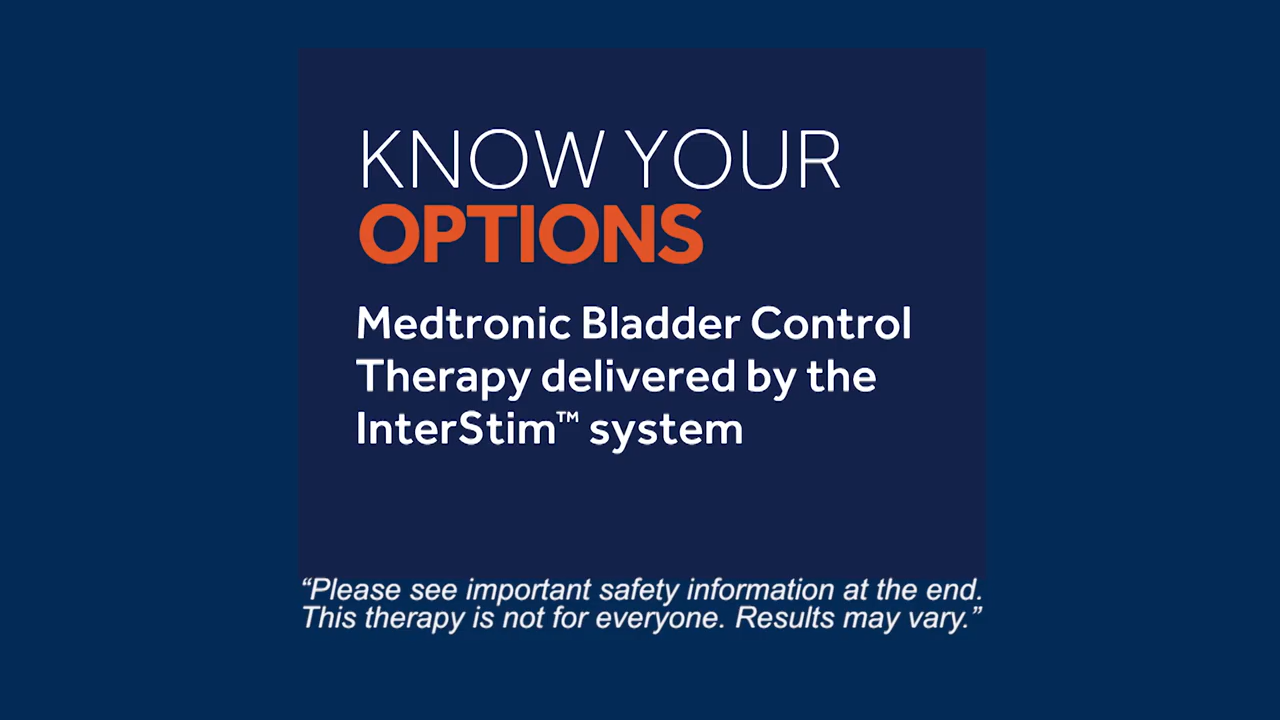 KNOW YOUR
OPTIONS
Medtronic Bladder Control
Therapy delivered by the
InterStim™ system
“Please see important safety information at the end.
This therapy is not for everyone. Results may vary.”